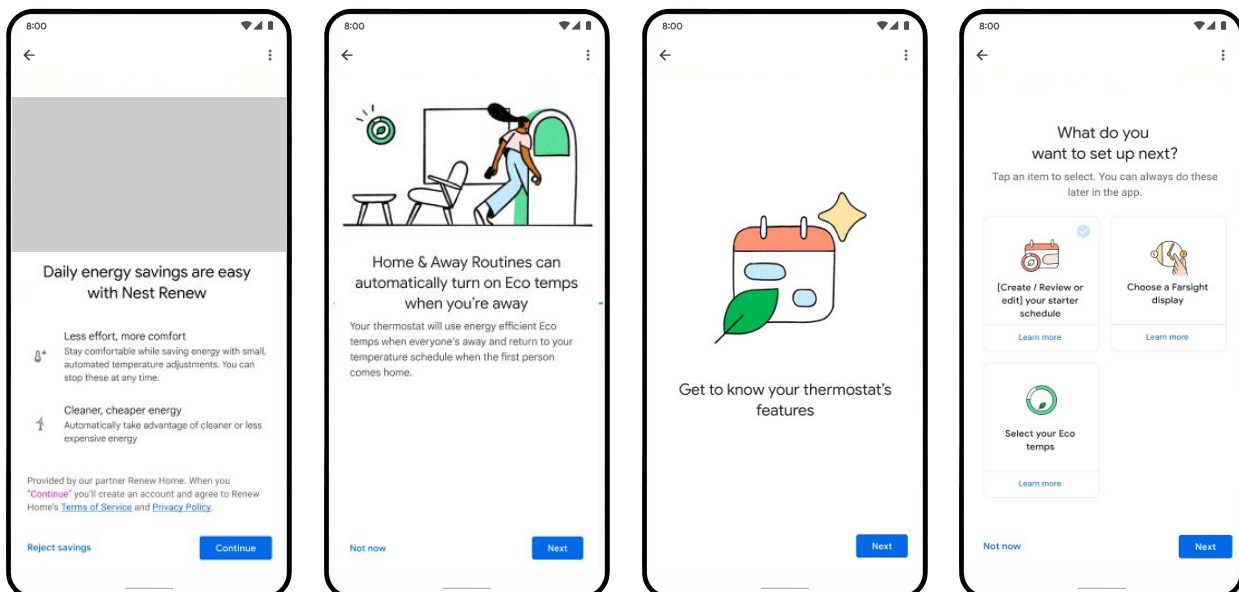 8:00
Daily energy savings are easy
with Nest Renew
Less effort, more comfort
Stay comfortable while saving energy with small,
automated temperature adjustments. You can
stop these at any time.
Cleaner, cheaper energy
Automatically take advantage of cleaner or less
expensive energy
Provided by our partner Renew Home. When you
"Continue" you'll create an account and agree to Renew
Home's Terms of Service and Privacy Policy.
Reject savings
Continue
8:00
Home & Away Routines can
automatically turn on Eco temps
when you're away
Your thermostat will use energy efficient Eco
temps when everyone's away and return to your
temperature schedule when the first person
comes home.
Not now
Next
8:00
Get to know your thermostat's
features
Next
8:00
What do you
want to set up next?
Tap an item to select. You can always do these
later in the app.
[Create / Review or
edit] your starter
schedule
Learn more
Choose a Farsight
display
Learn more
Select your Eco
temps
Learn more
Not now
Next